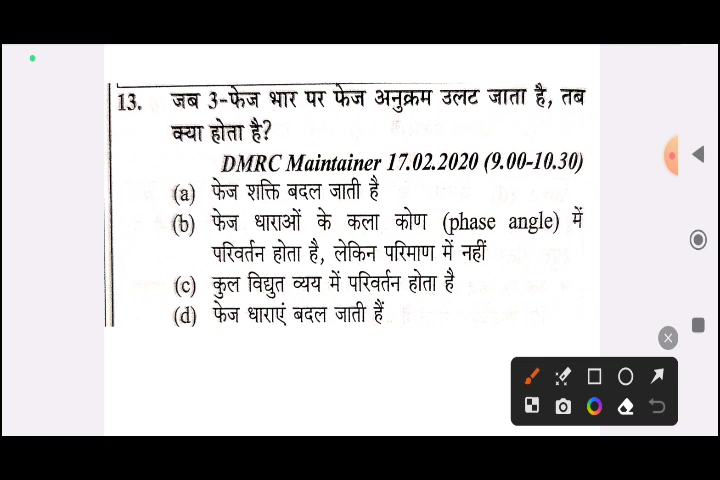 13. जब 3-फेज भार पर फेज अनुक्रम उलट जाता है, तब
क्या होता है?
DMRC Maintainer 17.02.2020 (9.00-10.30)
(a) फेज शक्ति बदल जाती है
(b) फेज धाराओं के कला कोण (phase angle) में
परिवर्तन होता है, लेकिन परिमाण में नहीं
(c) कुल विद्युत व्यय में परिवर्तन होता है
(d) फेज धाराएं बदल जाती हैं